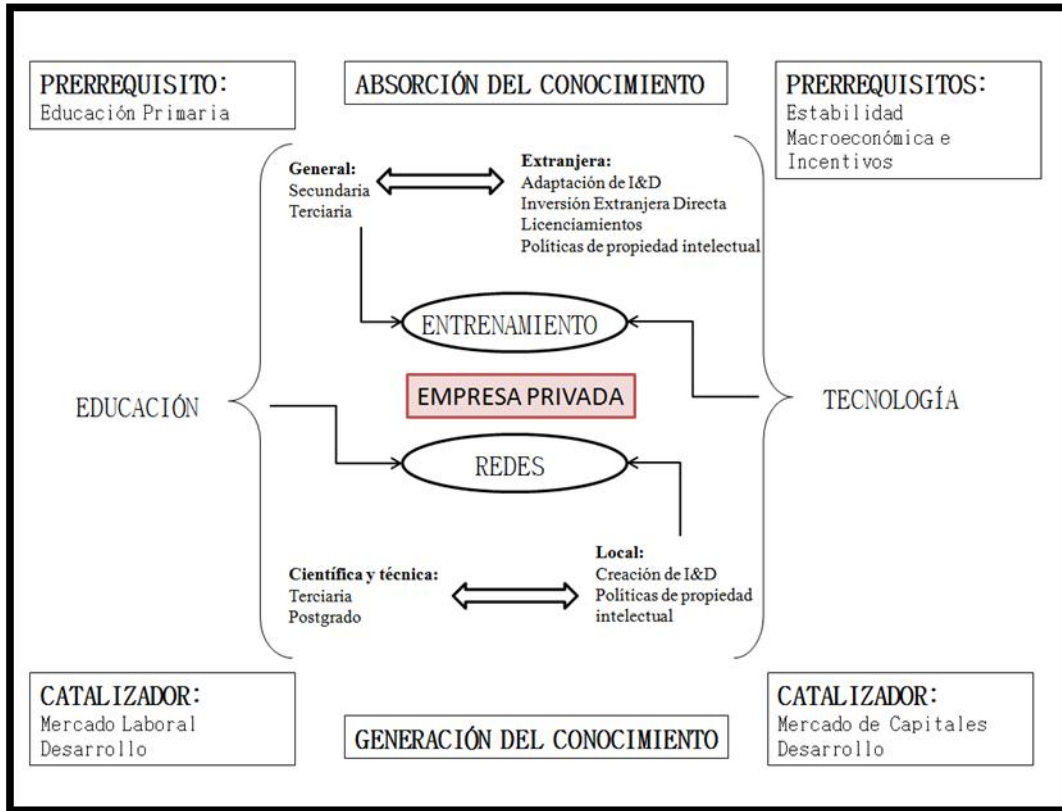 PRERREQUISITO:
Educación Primaria
ABSORCIÓN DEL CONOCIMIENTO
PRERREQUISITOS:
Estabilidad
Macroeconómica e
Incentivos
General:
Secundaria
Terciaria
Extranjera:
Adaptación de I&D
Inversión Extranjera Directa
Licenciamientos
Políticas de propiedad intelectual
ENTRENAMIENTO
EDUCACIÓN
EMPRESA PRIVADA
TECNOLOGÍA
REDES
Científica y técnica:
Terciaria
Postgrado
Local:
Creación de I&D
Políticas de propiedad
intelectual
CATALIZADOR:
Mercado Laboral
Desarrollo
GENERACIÓN DEL CONOCIMIENTO
CATALIZADOR:
Mercado de Capitales
Desarrollo